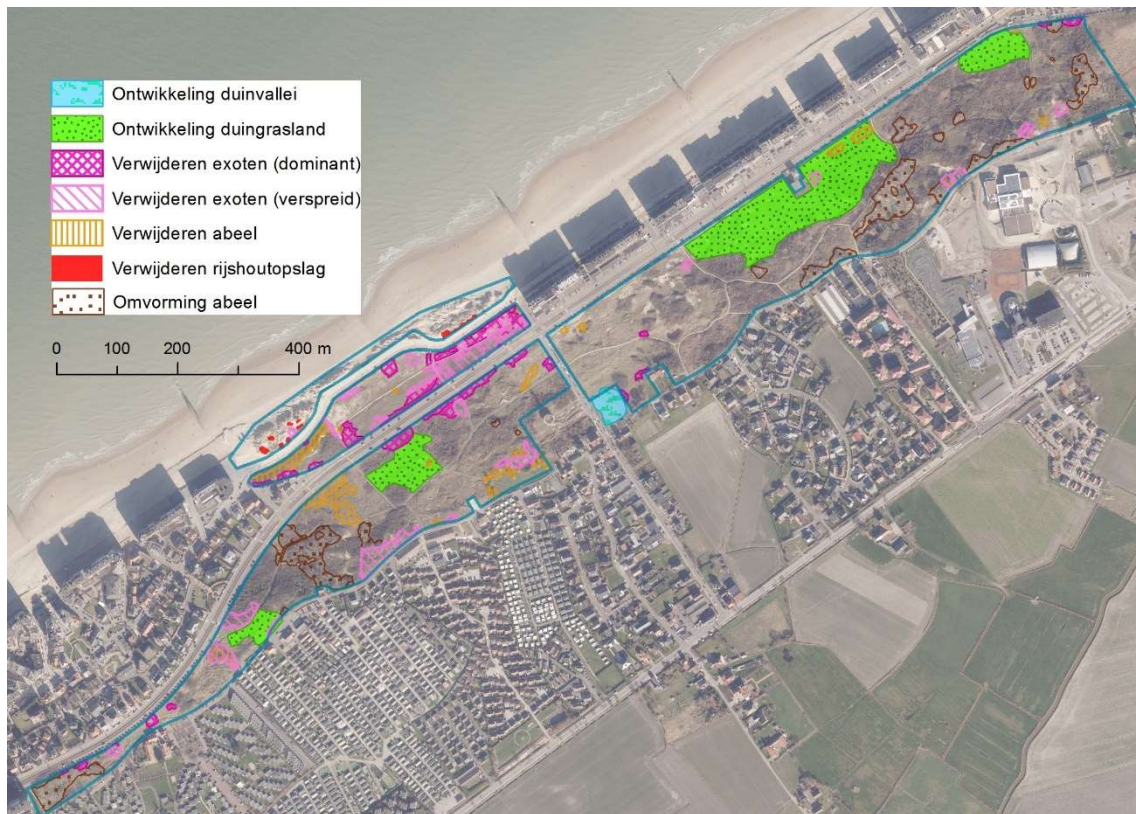 Ontwikkeling duinvallei
Ontwikkeling duingrasland
Verwijderen exoten (dominant)
Verwijderen exoten (verspreid)
Verwijderen abeel
Verwijderen rijshoutopslag
Omvorming abeel
0 100 200 400 m